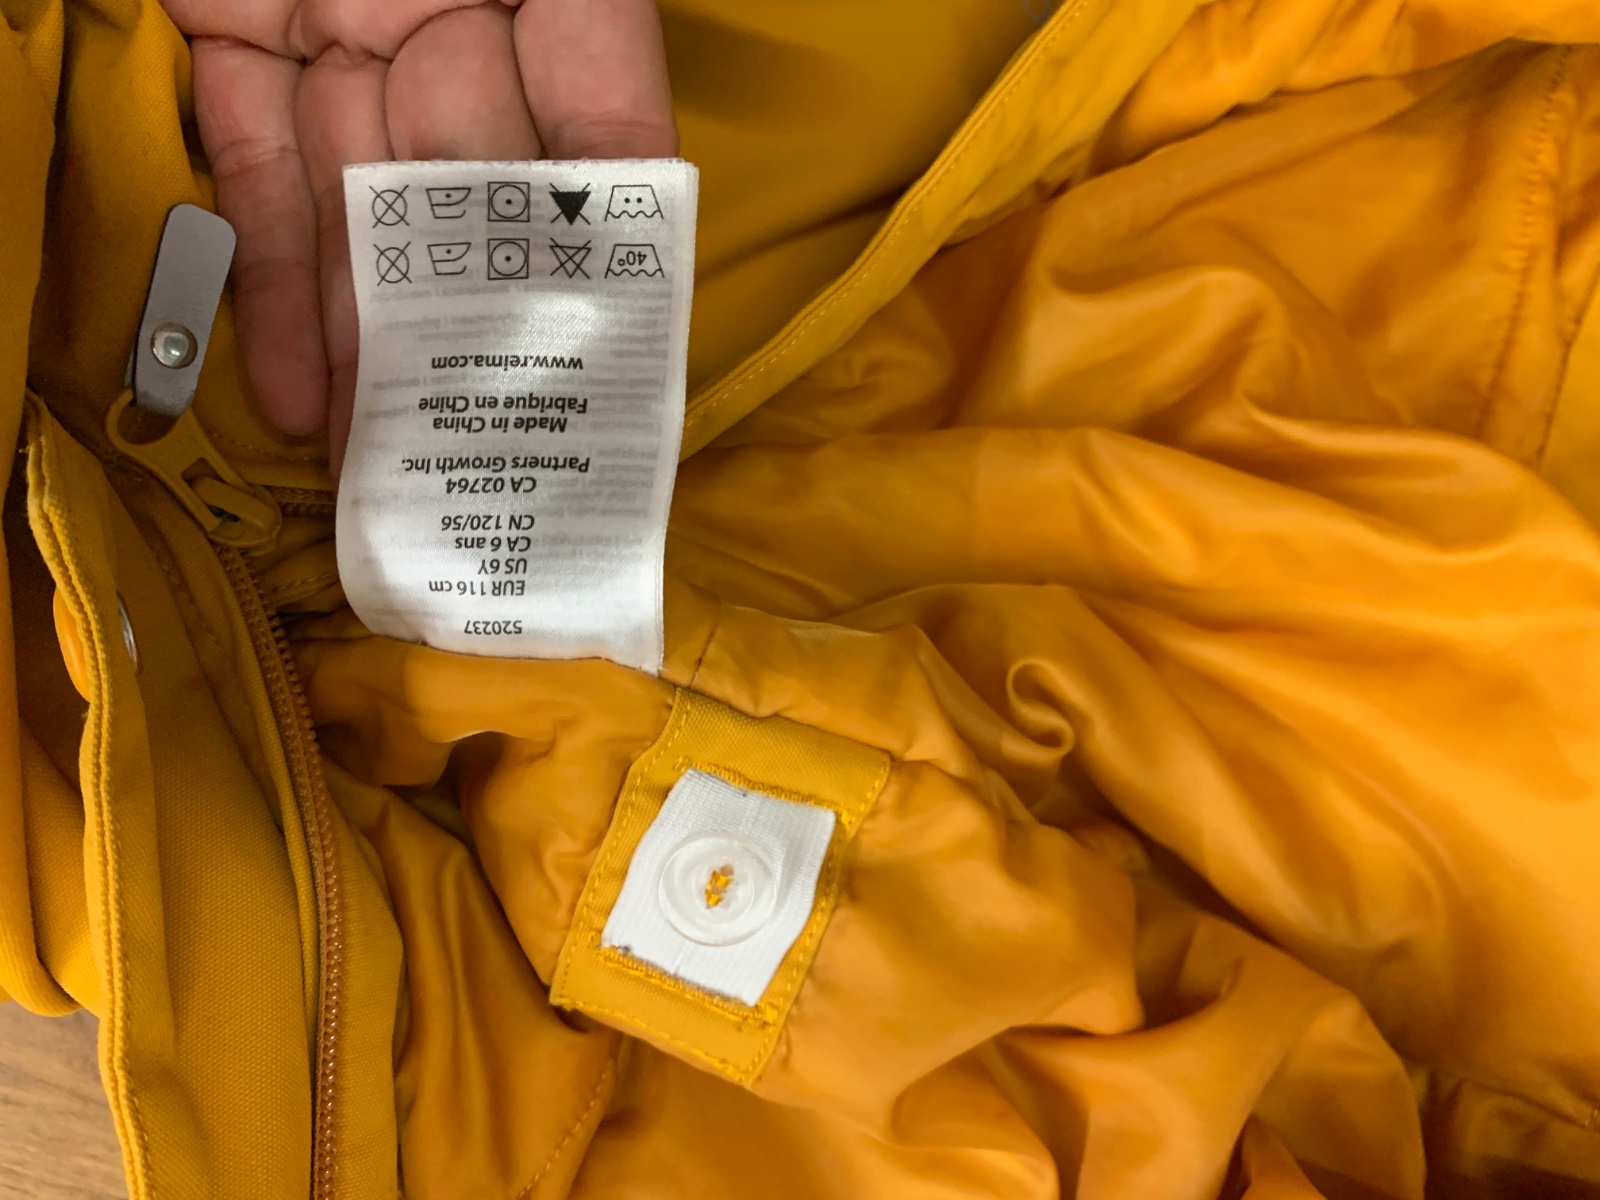 520237
EUR 116 cm
US 6Y
CA 6 ans
CN 120/56
CA 02764
Partners Growth Inc.
Made in China
Fabriqué en Chine
www.reima.com
40°